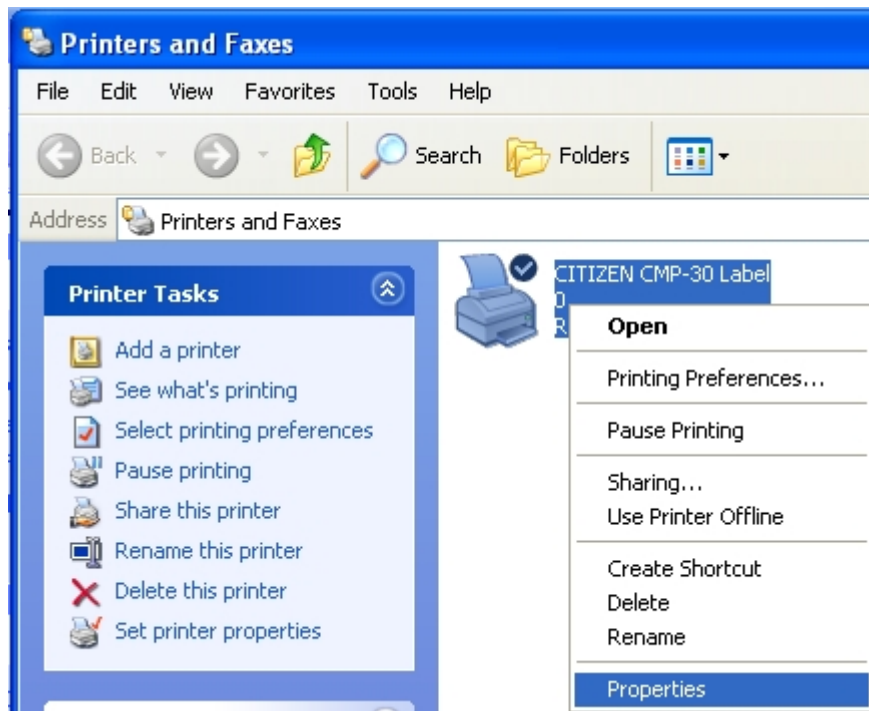 Printers and Faxes
File Edit View Favorites Tools Help
Back Search Folders
Address Printers and Faxes
Printer Tasks
Add a printer
See what's printing
Select printing preferences
Pause printing
Share this printer
Rename this printer
Delete this printer
Set printer properties
CITIZEN CMP-30 Label
0
R
Open
Printing Preferences...
Pause Printing
Sharing...
Use Printer Offline
Create Shortcut
Delete
Rename
Properties